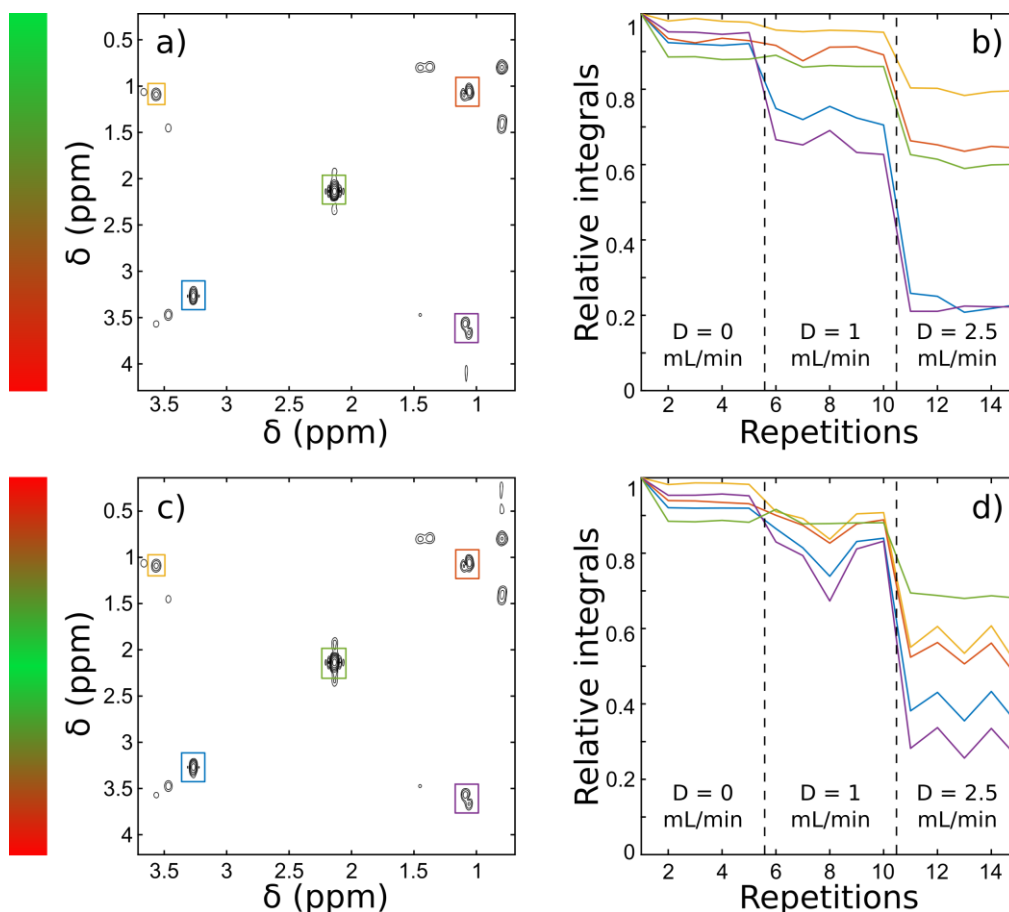 a)
0.5
1
1.5
2
2.5
3
3.5
4
δ (ppm)
3.5 3 2.5 2 1.5 1
δ (ppm)
b)
1
0.8
0.6
0.4
0.2
0
Relative integrals
D = 0 D = 1 D = 2.5
mL/min mL/min mL/min
2 4 6 8 10 12 14
Repetitions
c)
0.5
1
1.5
2
2.5
3
3.5
4
δ (ppm)
3.5 3 2.5 2 1.5 1
δ (ppm)
d)
1
0.8
0.6
0.4
0.2
0
Relative integrals
D = 0 D = 1 D = 2.5
mL/min mL/min mL/min
2 4 6 8 10 12 14
Repetitions